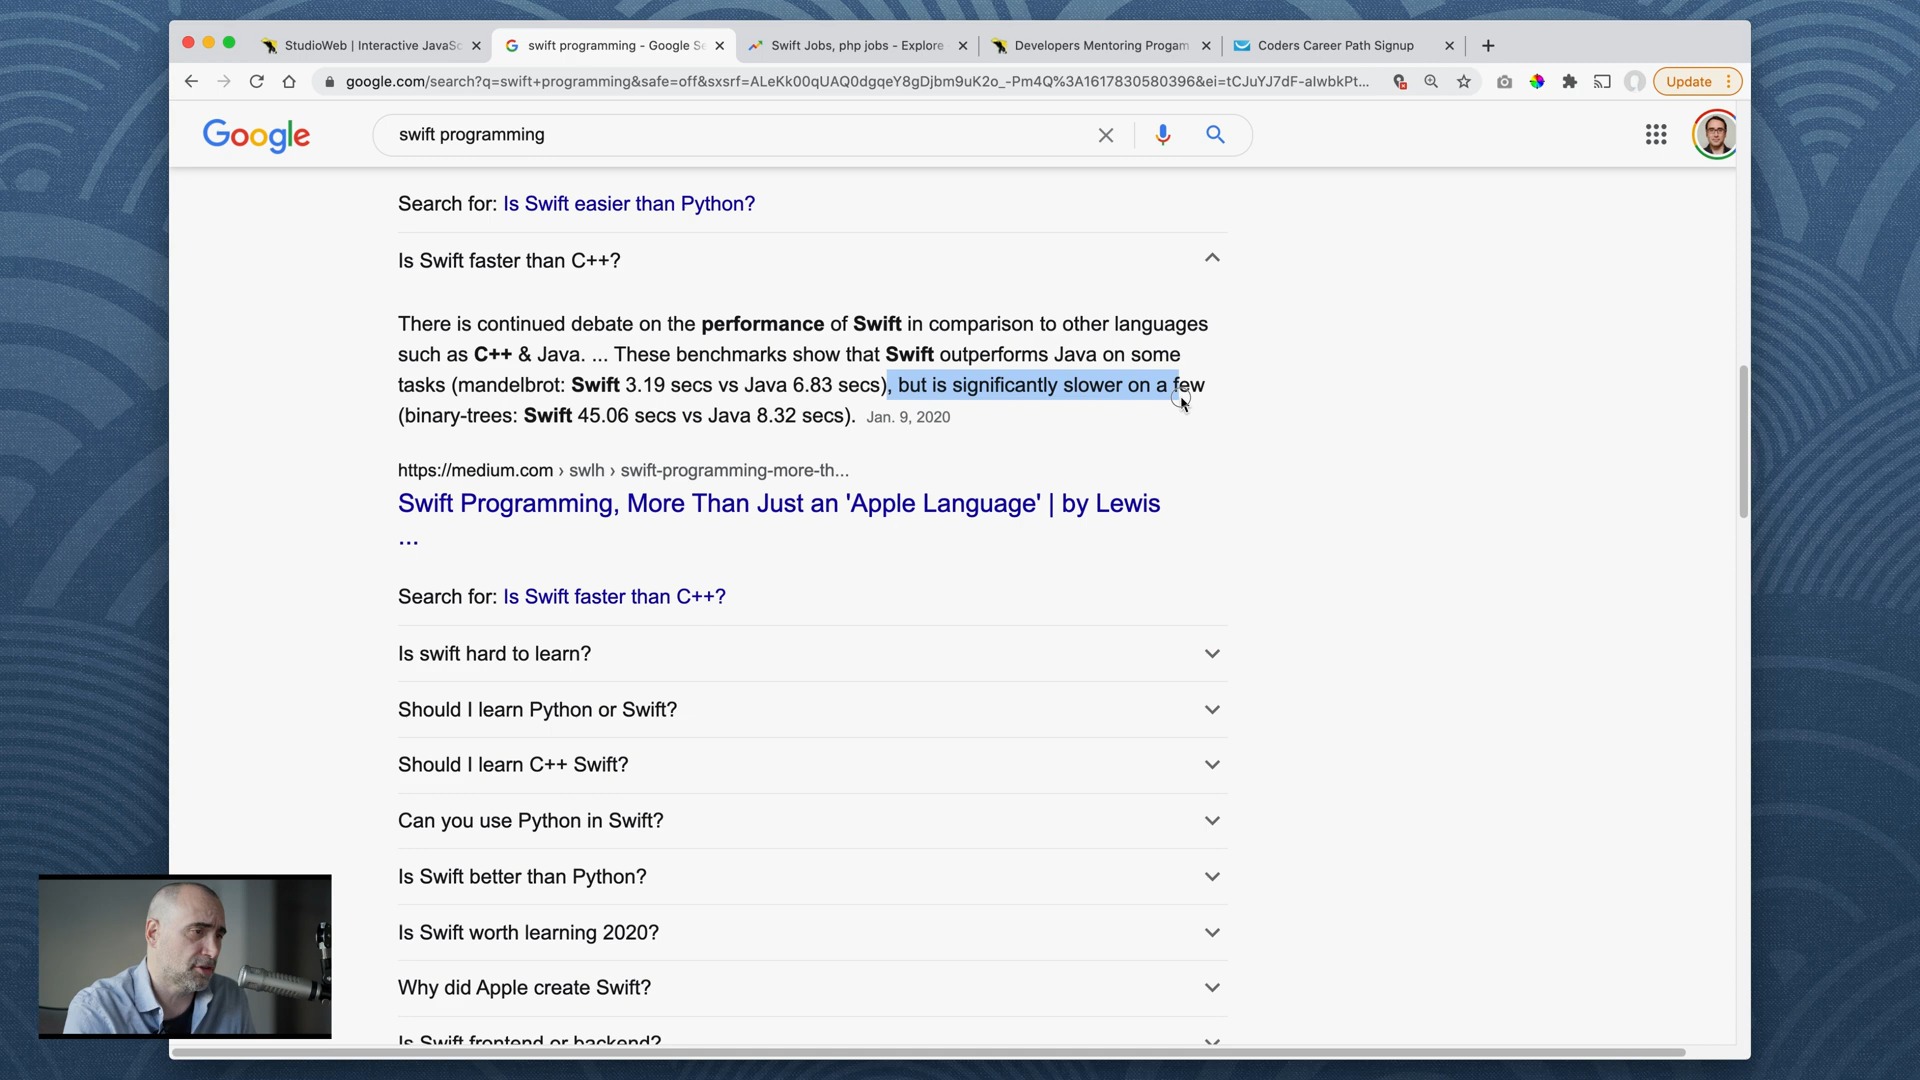 StudioWeb | Interactive JavaSc
swift programming - Google Se
Swift Jobs, php jobs - Explore
Developers Mentoring Progam
Coders Career Path Signup
google.com/search?q=swift+programming&safe=off&sxsrf=ALeKk00qUAQ0dgqeY8gDjbm9uK2o_-Pm4Q%3A1617830580396&ei=tCJuYJ7dF-aIwbkPt...
Update
Google
swift programming
Search for: Is Swift easier than Python?
Is Swift faster than C++?
There is continued debate on the performance of Swift in comparison to other languages
such as C++ & Java. ... These benchmarks show that Swift outperforms Java on some
tasks (mandelbrot: Swift 3.19 secs vs Java 6.83 secs), but is significantly slower on a few
(binary-trees: Swift 45.06 secs vs Java 8.32 secs). Jan. 9, 2020
https://medium.com › swlh › swift-programming-more-th...
Swift Programming, More Than Just an 'Apple Language' | by Lewis
...
Search for: Is Swift faster than C++?
Is swift hard to learn?
Should I learn Python or Swift?
Should I learn C++ Swift?
Can you use Python in Swift?
Is Swift better than Python?
Is Swift worth learning 2020?
Why did Apple create Swift?
Is Swift frontend or backend?